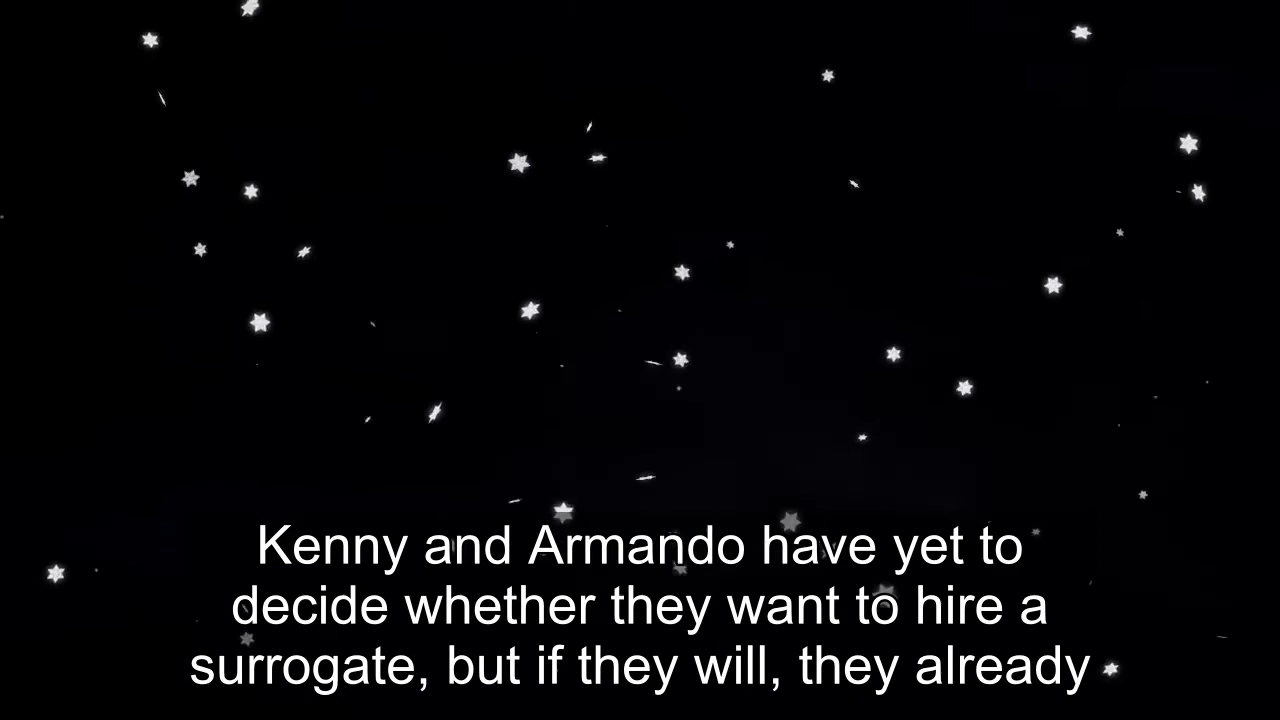 Kenny and Armando have yet to
decide whether they want to hire a
surrogate, but if they will, they already